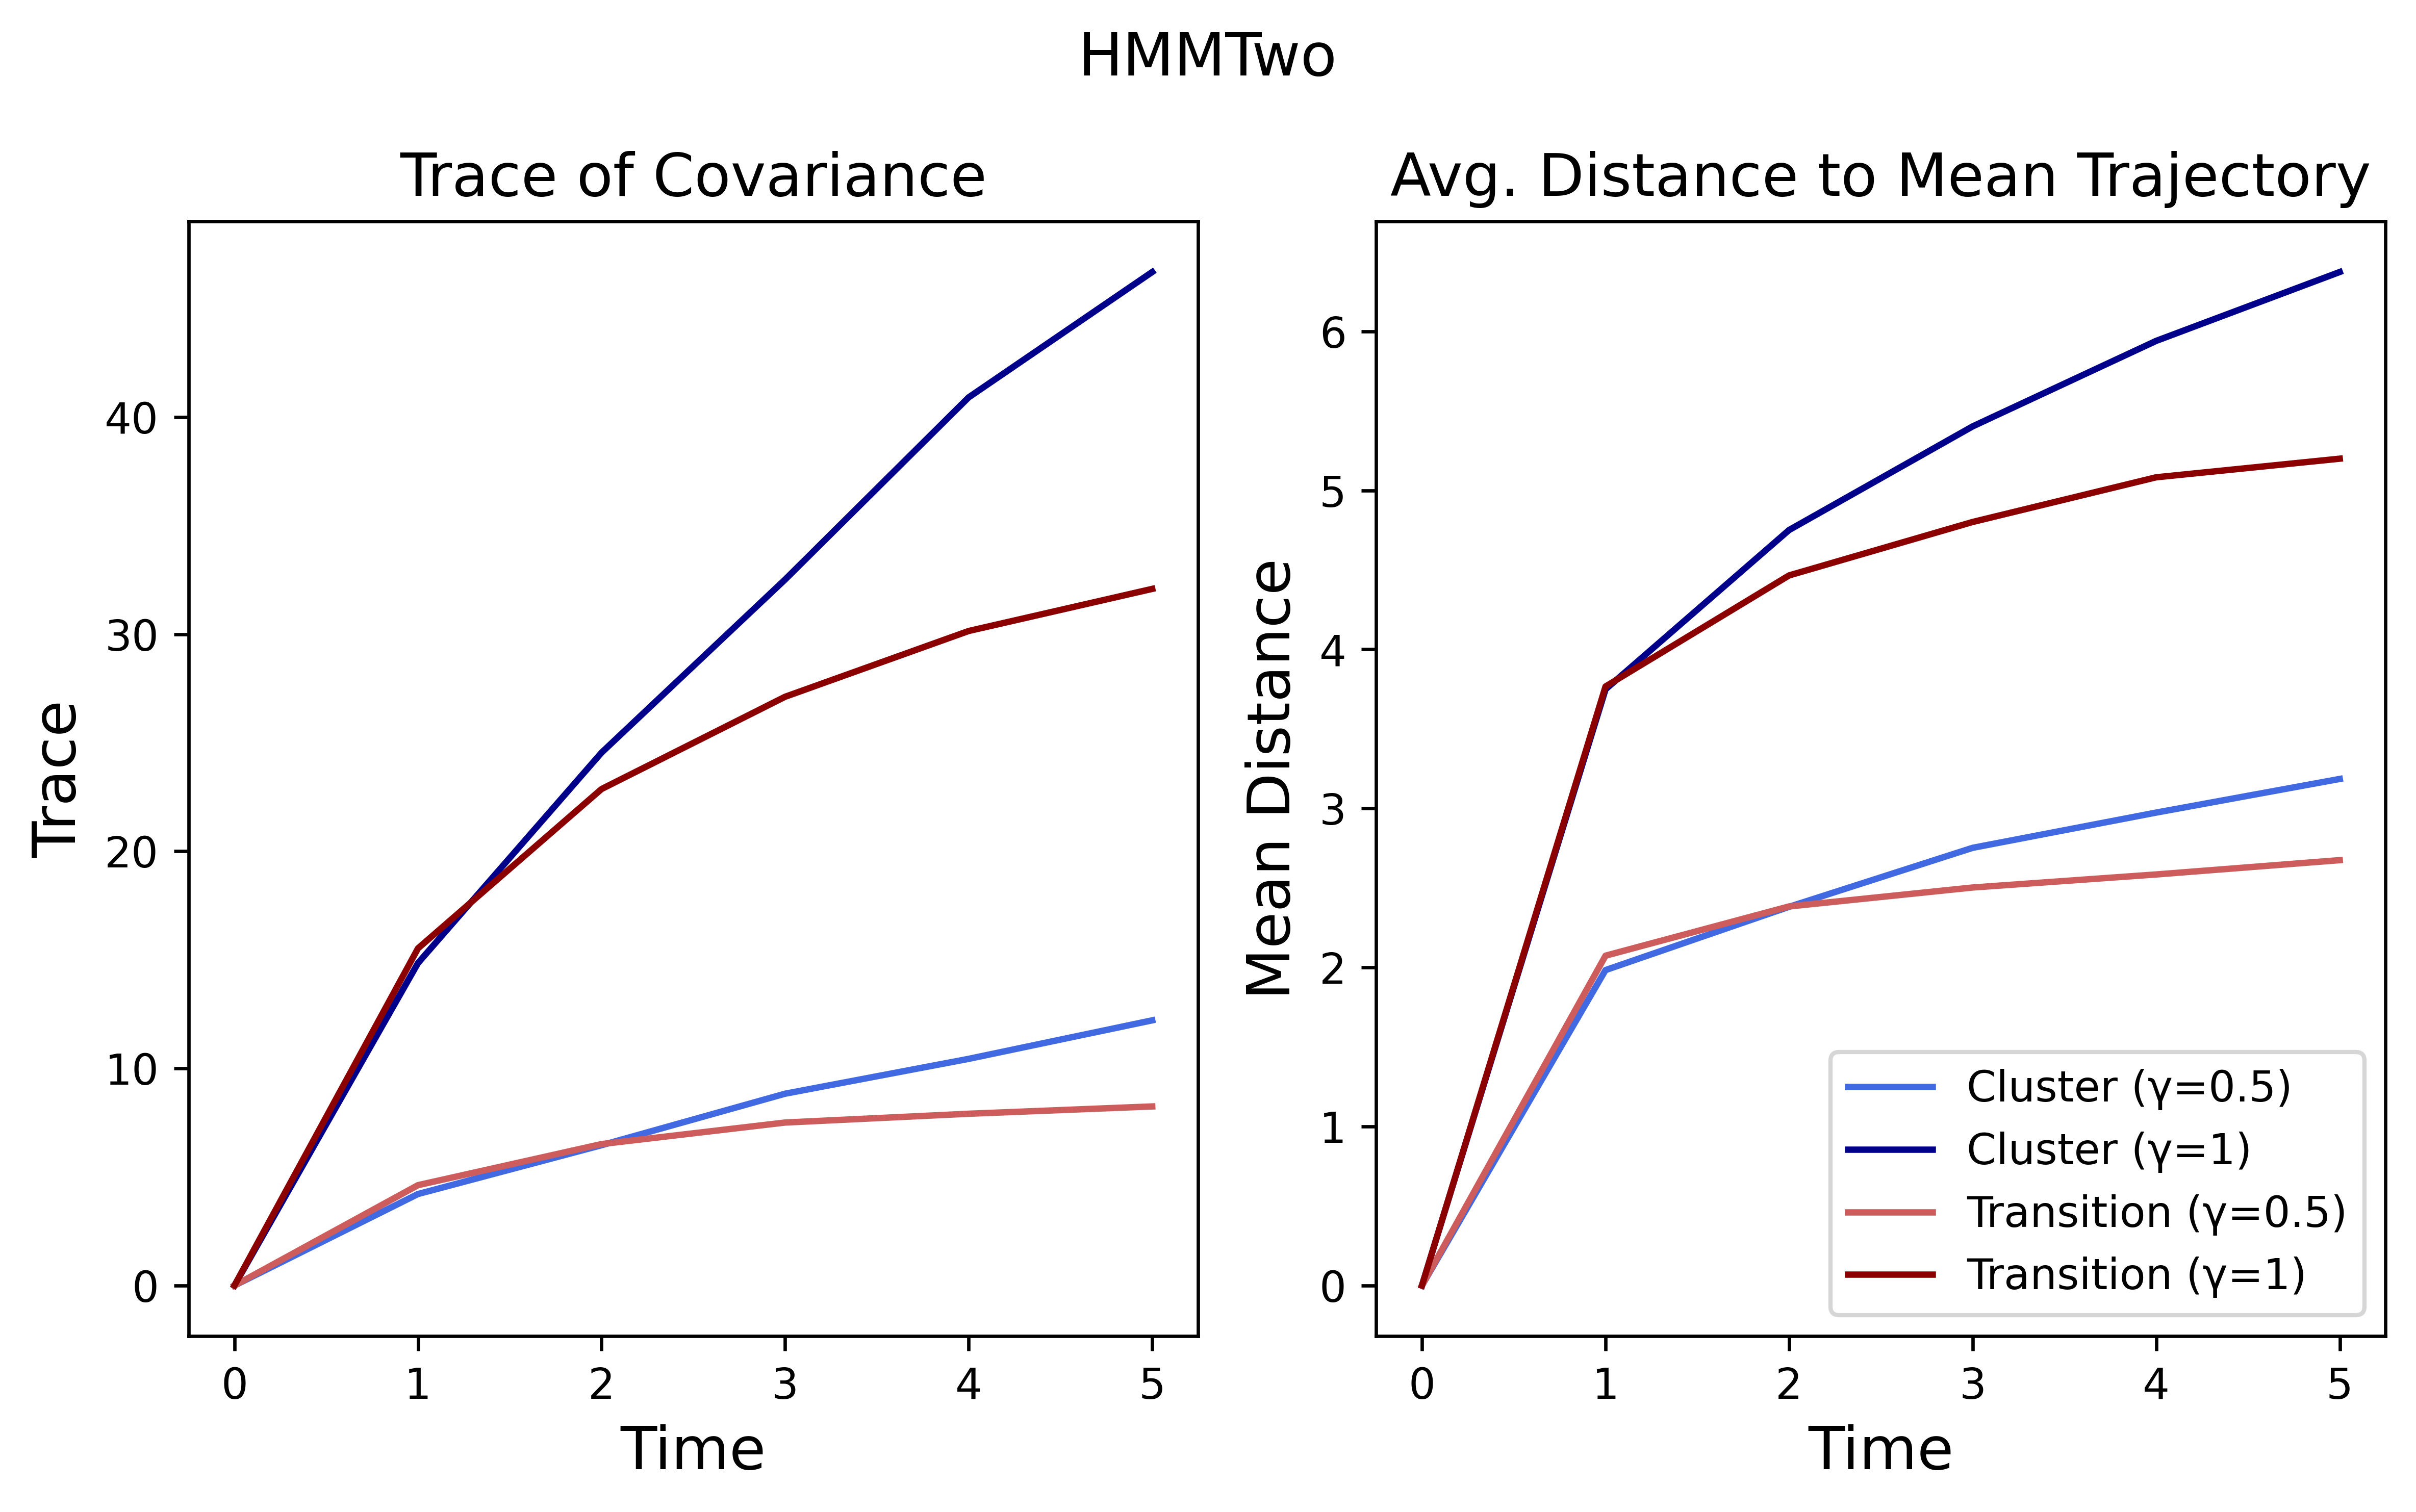 HMMTwo
Trace of Covariance
Trace
40
30
20
10
0
0 1 2 3 4 5
Time
Avg. Distance to Mean Trajectory
Mean Distance
6
5
4
3
2
1
0
Cluster (γ=0.5)
Cluster (γ=1)
Transition (γ=0.5)
Transition (γ=1)
0 1 2 3 4 5
Time